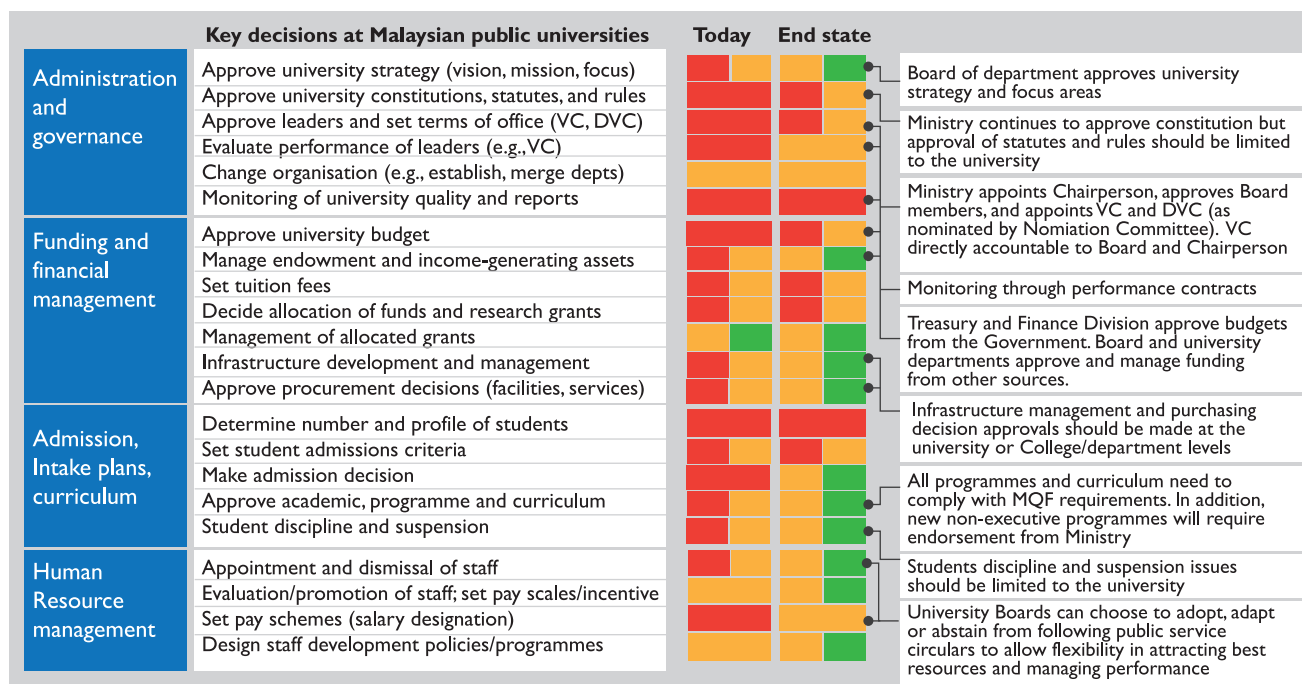 Key decisions at Malaysian public universities
Today
End state
Administration
and
governance
Approve university strategy (vision, mission, focus)
Approve university constitutions, statutes, and rules
Approve leaders and set terms of office (VC, DVC)
Evaluate performance of leaders (e.g., VC)
Change organisation (e.g., establish, merge depts)
Monitoring of university quality and reports
Funding and
financial
management
Approve university budget
Manage endowment and income-generating assets
Set tuition fees
Decide allocation of funds and research grants
Management of allocated grants
Infrastructure development and management
Approve procurement decisions (facilities, services)
Admission,
Intake plans,
curriculum
Determine number and profile of students
Set student admissions criteria
Make admission decision
Approve academic, programme and curriculum
Student discipline and suspension
Human
Resource
management
Appointment and dismissal of staff
Evaluation/promotion of staff; set pay scales/incentive
Set pay schemes (salary designation)
Design staff development policies/programmes
Board of department approves university
strategy and focus areas
Ministry continues to approve constitution but
approval of statutes and rules should be limited
to the university
Ministry appoints Chairperson, approves Board
members, and appoints VC and DVC (as
nominated by Nomiation Committee). VC
directly accountable to Board and Chairperson
Monitoring through performance contracts
Treasury and Finance Division approve budgets
from the Government. Board and university
departments approve and manage funding
from other sources.
Infrastructure management and purchasing
decision approvals should be made at the
university or College/department levels
All programmes and curriculum need to
comply with MQF requirements. In addition,
new non-executive programmes will require
endorsement from Ministry
Students discipline and suspension issues
should be limited to the university
University Boards can choose to adopt, adapt
or abstain from following public service
circulars to allow flexibility in attracting best
resources and managing performance